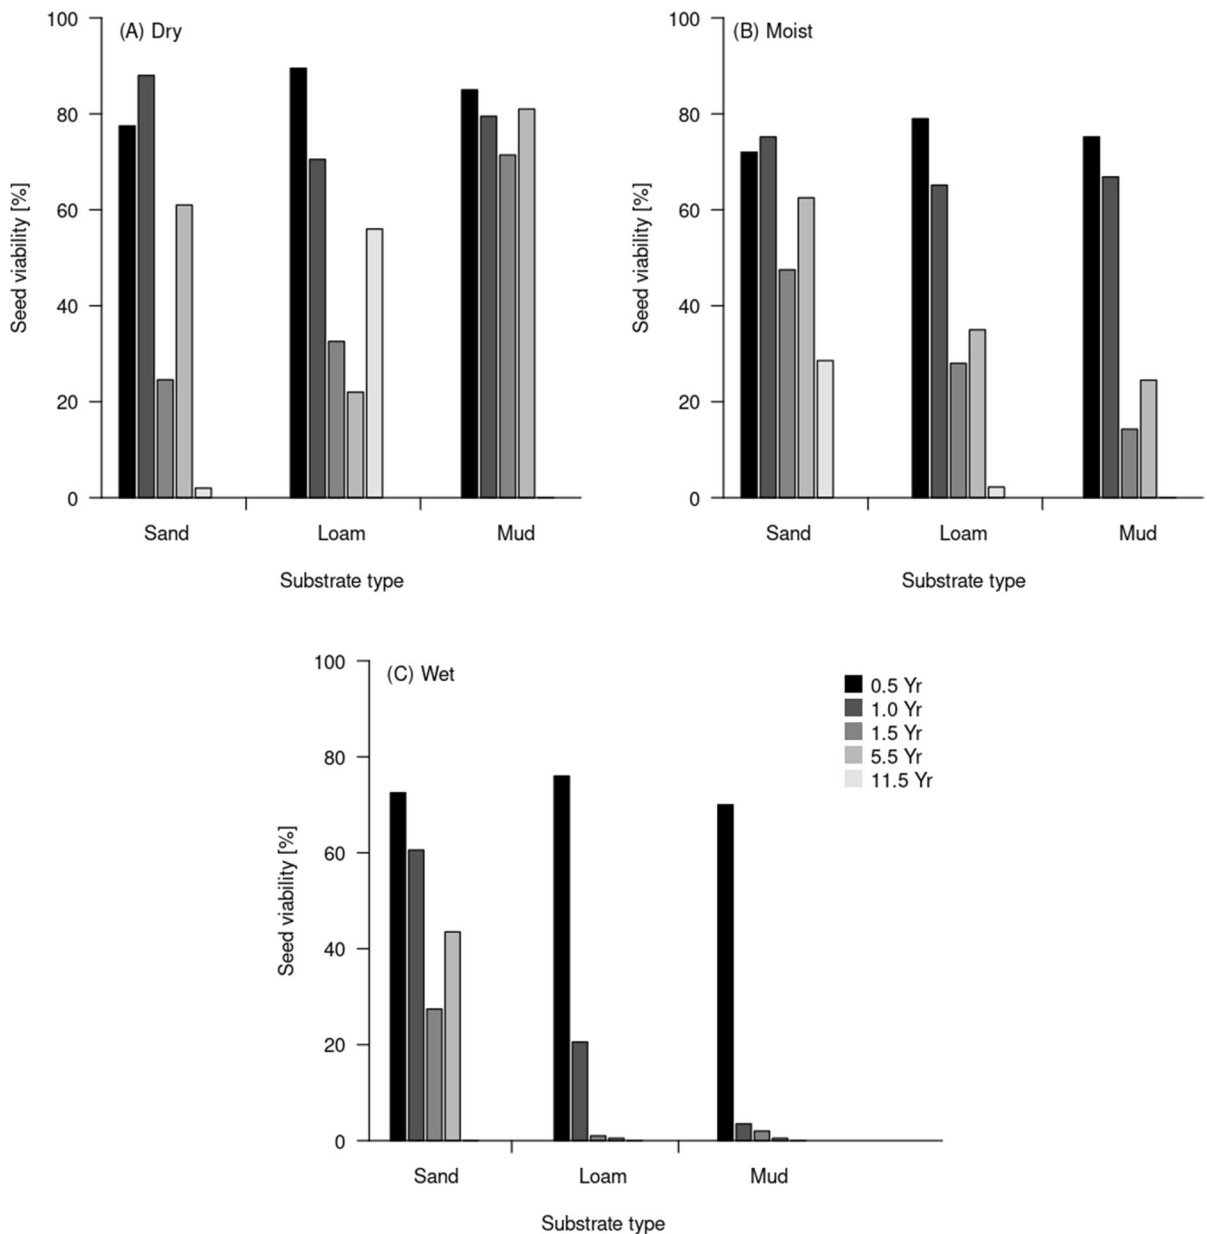 (A) Dry
100
80
60
40
20
0
Seed viability [%]
Sand Loam Mud
Substrate type
(B) Moist
100
80
60
40
20
0
Seed viability [%]
Sand Loam Mud
Substrate type
(C) Wet
100
80
60
40
20
0
Seed viability [%]
Sand Loam Mud
Substrate type
0.5 Yr
1.0 Yr
1.5 Yr
5.5 Yr
11.5 Yr